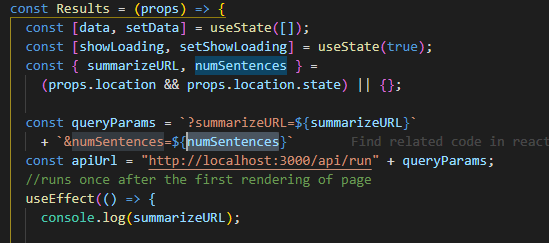 const Results = (props) => {
const [data, setData] = useState([]);
const [showLoading, setShowLoading] = useState(true);
const { summarizeURL, numSentences } =
(props.location && props.location.state) || {};
const queryParams = `?summarizeURL=${summarizeURL}`
+ `&numSentences=${numSentences}` Find related code in react
const apiUrl = "http://localhost:3000/api/run" + queryParams;
//runs once after the first rendering of page
useEffect(() => {
console.log(summarizeURL);